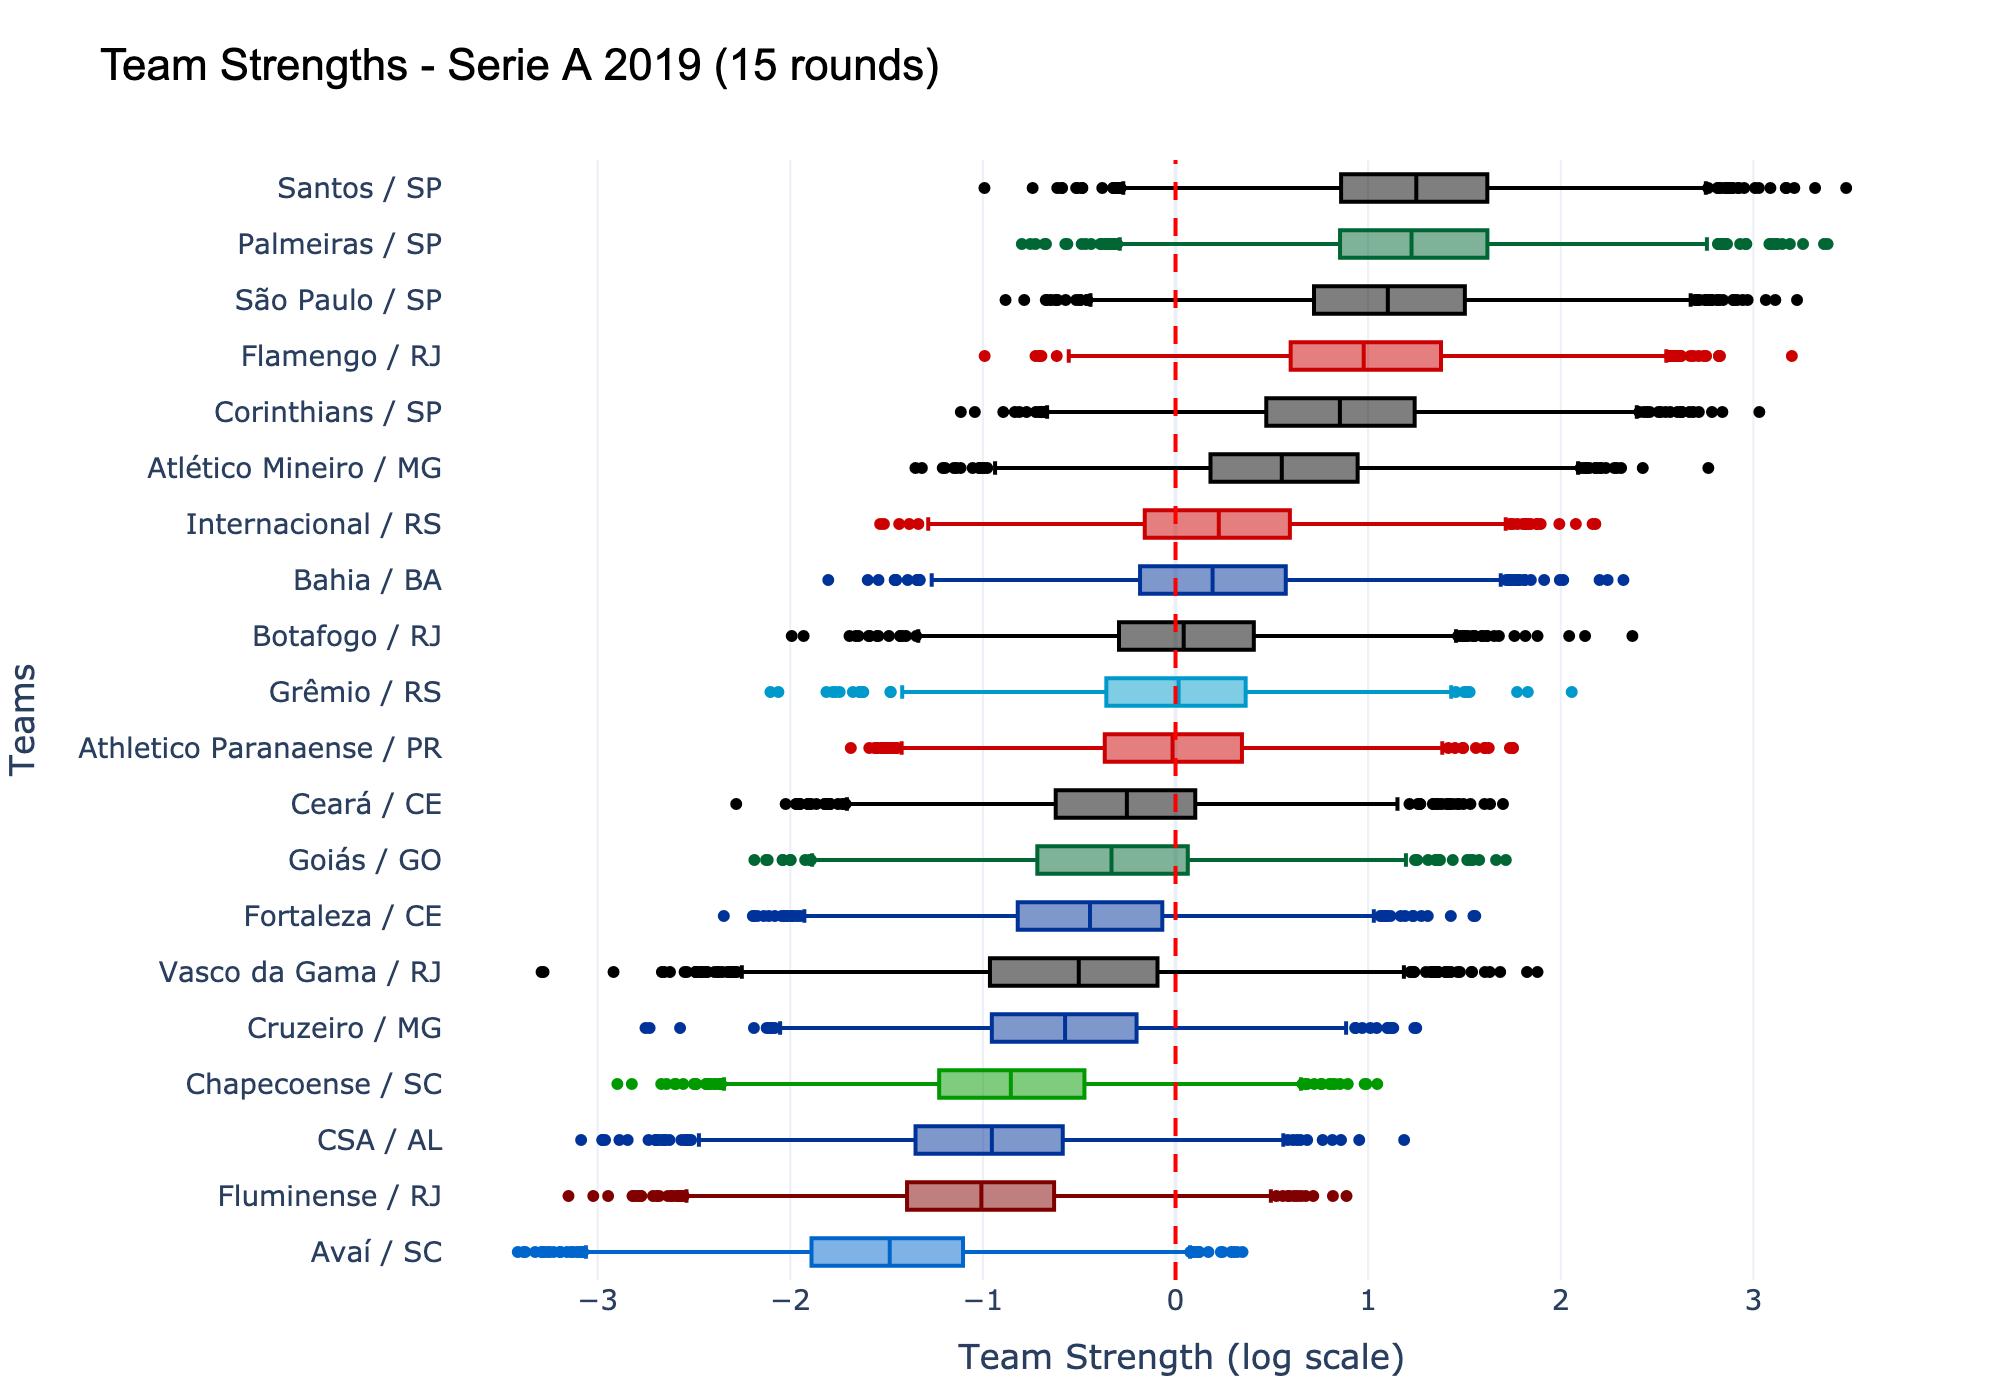 Team Strengths - Serie A 2019 (15 rounds)
Santos / SP
Palmeiras / SP
São Paulo / SP
Flamengo / RJ
Corinthians / SP
Atlético Mineiro / MG
Internacional / RS
Bahia / BA
Botafogo / RJ
Grêmio / RS
Athletico Paranaense / PR
Ceará / CE
Goiás / GO
Fortaleza / CE
Vasco da Gama / RJ
Cruzeiro / MG
Chapecoense / SC
CSA / AL
Fluminense / RJ
Avaí / SC
Teams
−3 −2 −1 0 1 2 3
Team Strength (log scale)